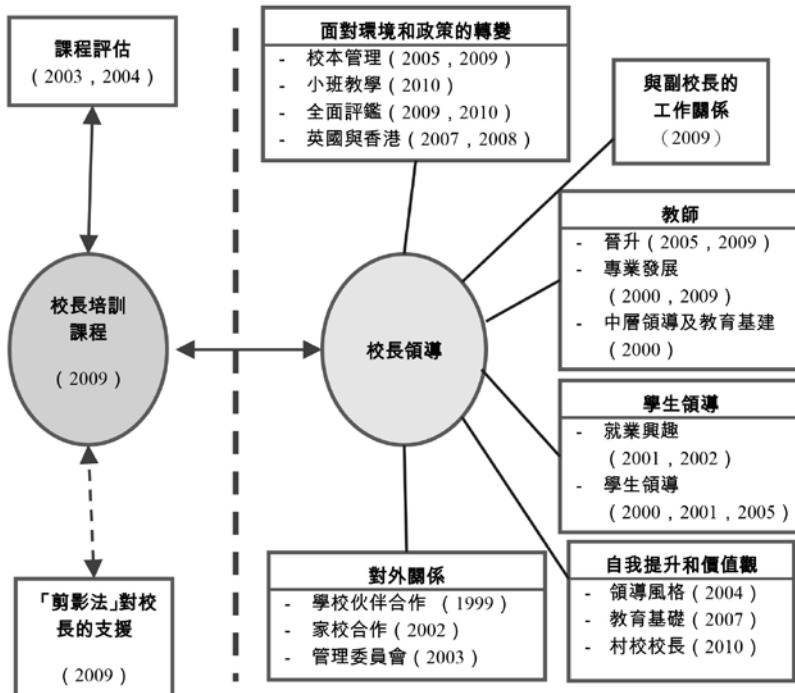 課程評估
（2003，2004）
校長培訓
課程
（2009）
「剪影法」對校
長的支援
（2009）
面對環境和政策的轉變
- 校本管理（2005，2009）
- 小班教學（2010）
- 全面評鑑（2009，2010）
- 英國與香港（2007，2008）
與副校長的
工作關係
（2009）
教師
- 晉升（2005，2009）
- 專業發展
（2000，2009）
- 中層領導及教育基建
（2000）
校長領導
學生領導
- 就業興趣
（2001，2002）
- 學生領導
（2000，2001，2005）
對外關係
- 學校伙伴合作 （1999）
- 家校合作（2002）
- 管理委員會（2003）
自我提升和價值觀
- 領導風格（2004）
- 教育基礎（2007）
- 村校校長（2010）